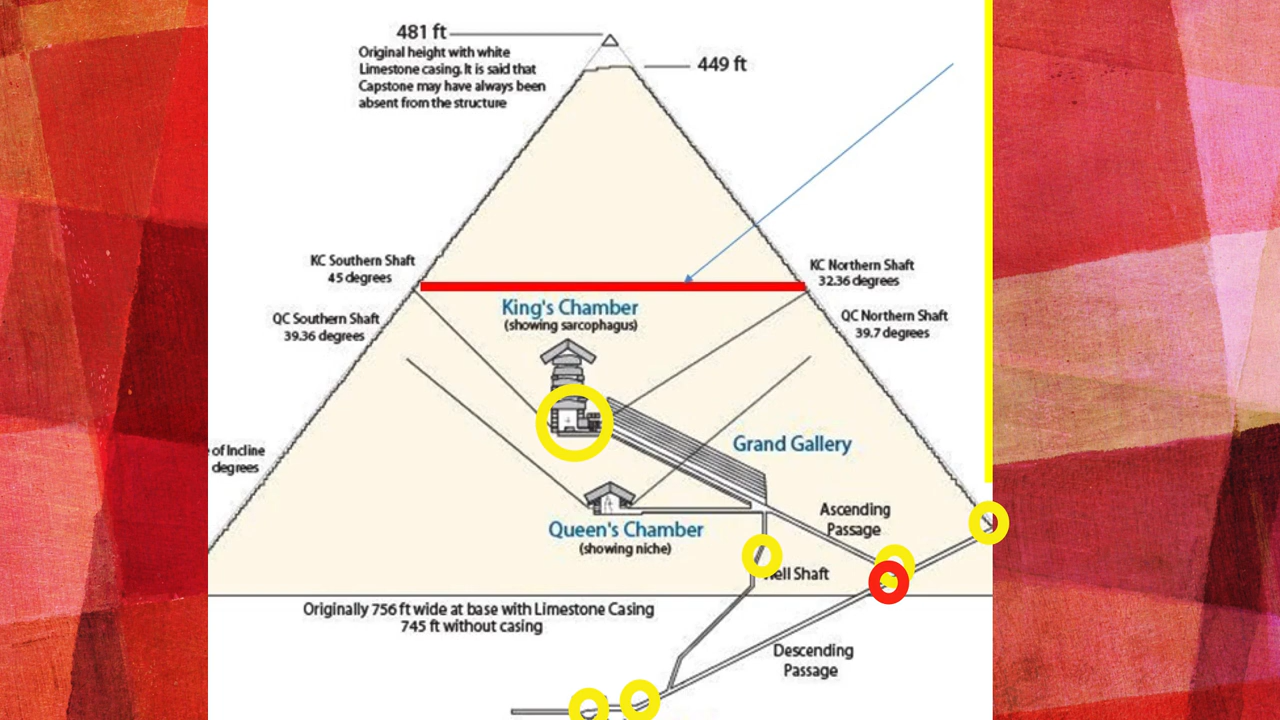 481 ft
Original height with white
Limestone casing. It is said that
Capstone may have always been
absent from the structure
449 ft
KC Southern Shaft
45 degrees
KC Northern Shaft
32.36 degrees
QC Southern Shaft
39.36 degrees
King's Chamber
(showing sarcophagus)
QC Northern Shaft
39.7 degrees
of Incline
degrees
Grand Gallery
Queen's Chamber
(showing niche)
Ascending
Passage
ell Shaft
Originally 756 ft wide at base with Limestone Casing
745 ft without casing
Descending
Passage